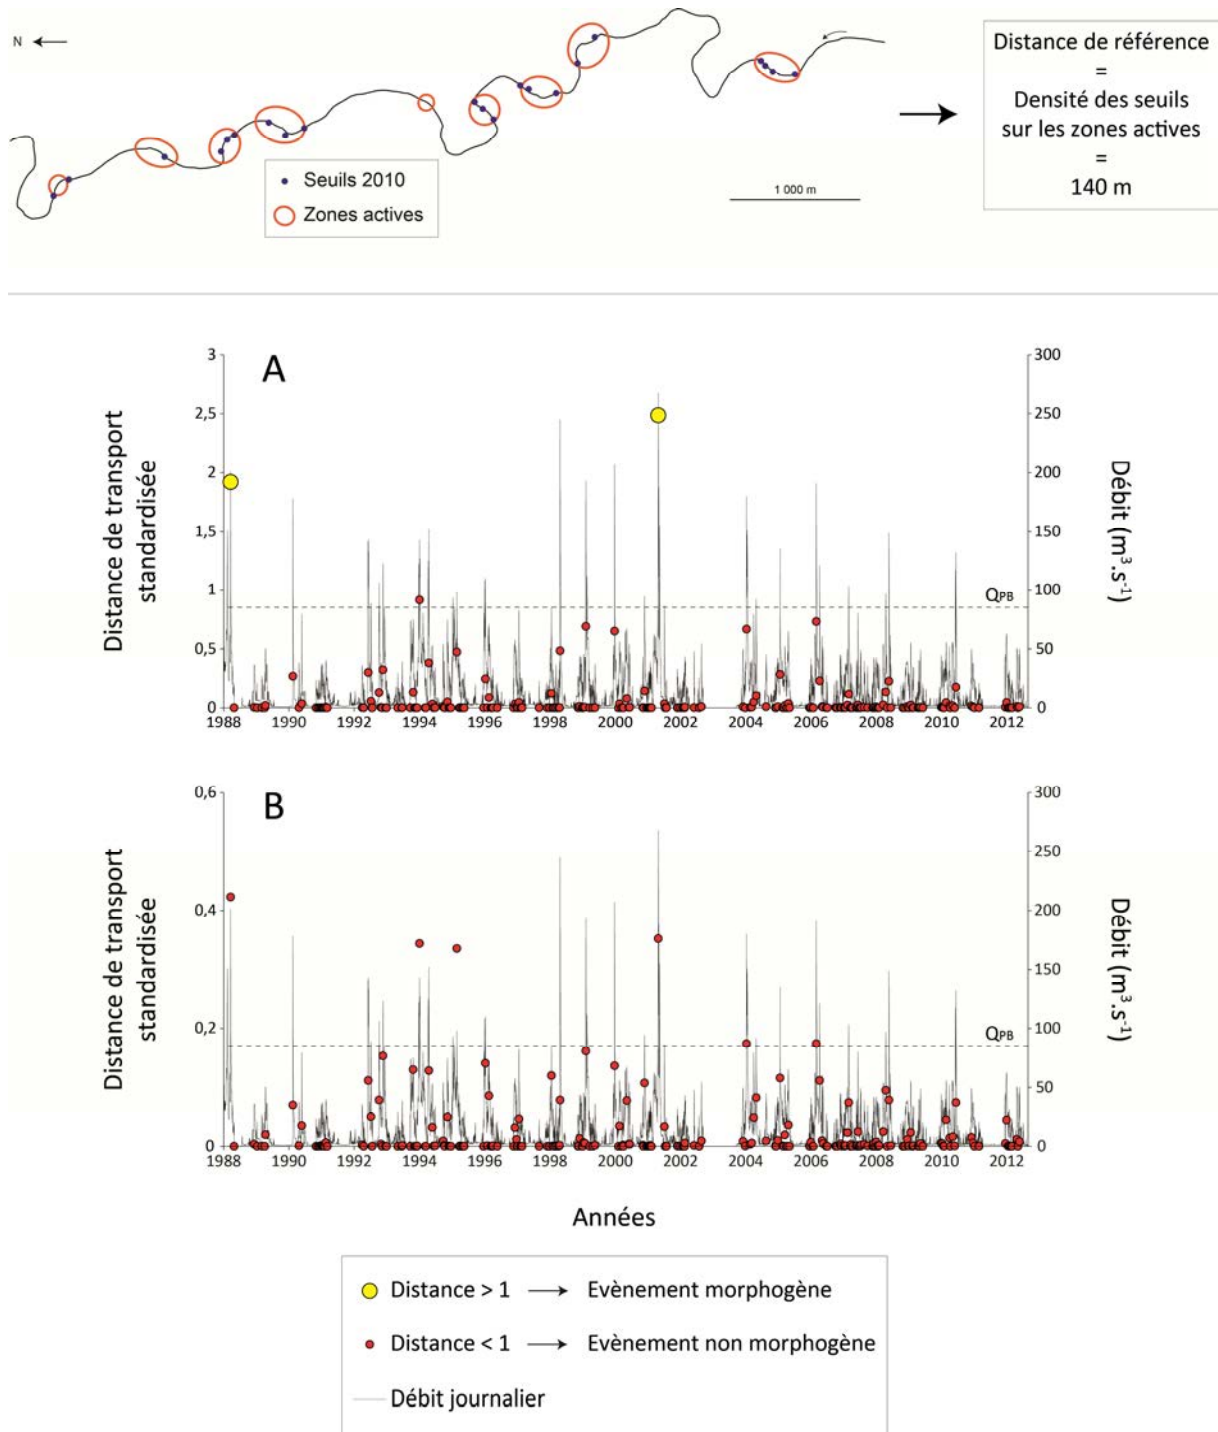 N
Distance de référence
=
Densité des seuils
sur les zones actives
=
140 m
Seuils 2010
Zones actives
1 000 m
A
Distance de transport
standardisée
Débit (m³.s⁻¹)
3
2,5
2
1,5
1
0,5
0
300
250
200
150
100
50
0
QPB
1988 1990 1992 1994 1996 1998 2000 2002 2004 2006 2008 2010 2012
B
Distance de transport
standardisée
Débit (m³.s⁻¹)
0,6
0,4
0,2
0
300
250
200
150
100
50
0
QPB
1988 1990 1992 1994 1996 1998 2000 2002 2004 2006 2008 2010 2012
Années
Distance > 1 → Evènement morphogène
Distance < 1 → Evènement non morphogène
Débit journalier